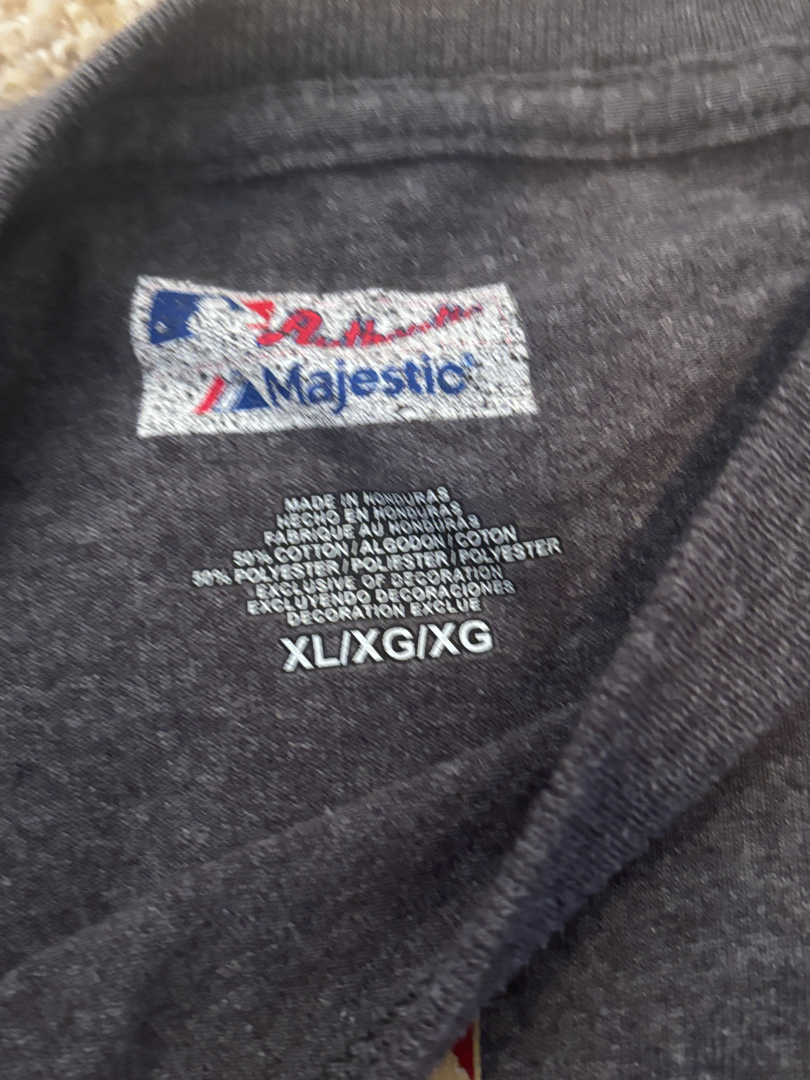 Authentic
Majestic
MADE IN HONDURAS
HECHO EN HONDURAS
FABRIQUE AU HONDURAS
50% COTTON/ALGODON/COTON
50% POLYESTER/POLIESTER/POLYESTER
EXCLUSIVE OF DECORATION
EXCLUYENDO DECORACIONES
DECORATION EXCLUE
XL/XG/XG